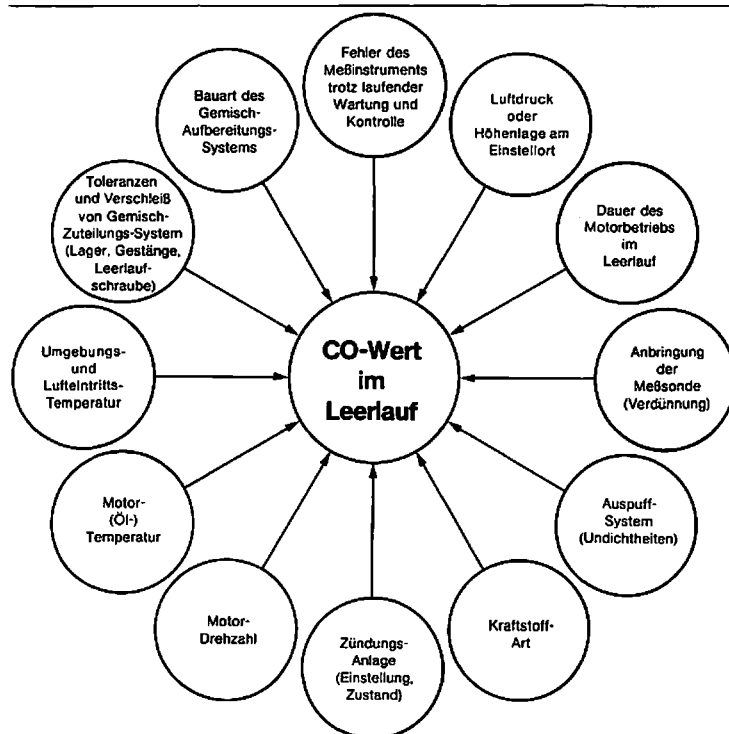 Fehler des
Meßinstruments
trotz laufender
Wartung und
Kontrolle
Luftdruck
oder
Höhenlage am
Einstellort
Dauer des
Motorbetriebs
im
Leerlauf
Anbringung
der
Meßsonde
(Verdünnung)
Auspuff-
System
(Undichtheiten)
Kraftstoff-
Art
Zündungs-
Anlage
(Einstellung,
Zustand)
Motor-
Drehzahl
Motor-
(Öl-)
Temperatur
Umgebungs-
und
Lufteintritts-
Temperatur
Toleranzen
und Verschleiß
von Gemisch-
Zuteilungs-System
(Lager, Gestänge,
Leerlauf-
schraube)
Bauart des
Gemisch-
Aufbereitungs-
Systems
CO-Wert
im
Leerlauf